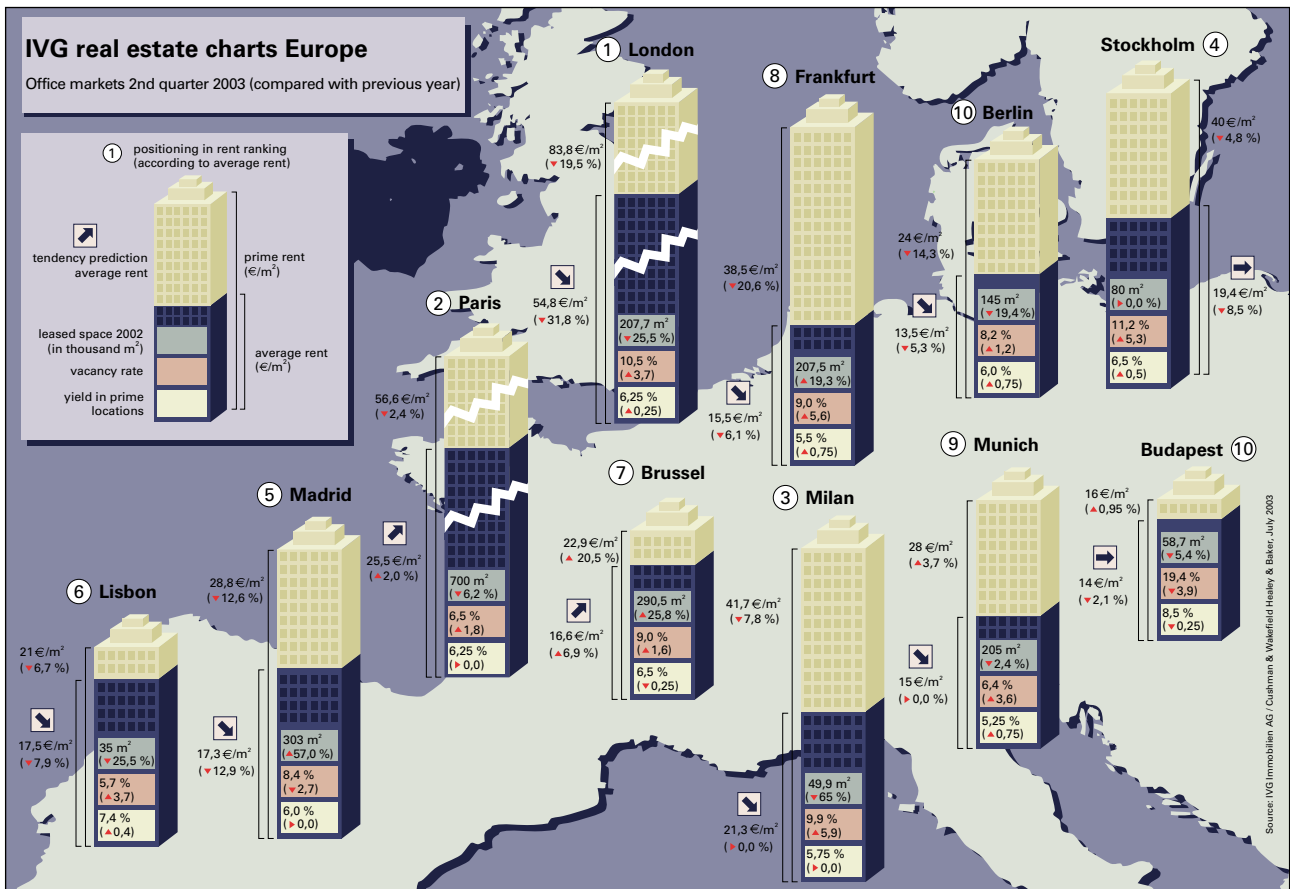 IVG real estate charts Europe
Office markets 2nd quarter 2003 (compared with previous year)
1 positioning in rent ranking
(according to average rent)
tendency prediction
average rent
prime rent
(€/m²)
leased space 2002
(in thousand m²)
vacancy rate
yield in prime
locations
average rent
(€/m²)
1 London
83,8 €/m²
(▼19,5 %)
54,8 €/m²
(▼31,8 %)
207,7 m²
(▼25,5 %)
10,5 %
(▲3,7)
6,25 %
(▲0,25)
8 Frankfurt
38,5 €/m²
(▼20,6 %)
15,5 €/m²
(▼6,1 %)
207,5 m²
(▲19,3 %)
9,0 %
(▲5,6)
5,5 %
(▲0,75)
10 Berlin
24 €/m²
(▼14,3 %)
13,5 €/m²
(▼5,3 %)
145 m²
(▼19,4%)
8,2 %
(▲1,2)
6,0 %
(▲0,75)
Stockholm 4
40 €/m²
(▼4,8 %)
19,4 €/m²
(▼8,5 %)
80 m²
(►0,0 %)
11,2 %
(▲5,3)
6,5 %
(▲0,5)
2 Paris
56,6 €/m²
(▼2,4 %)
25,5 €/m²
(▲2,0 %)
700 m²
(▼6,2 %)
6,5 %
(▲1,8)
6,25 %
(►0,0)
7 Brussel
22,9 €/m²
(▲ 20,5 %)
16,6 €/m²
(▲6,9 %)
290,5 m²
(▲25,8 %)
9,0 %
(▲1,6)
6,5 %
(▼0,25)
3 Milan
41,7 €/m²
(▼7,8 %)
21,3 €/m²
(►0,0 %)
49,9 m²
(▼65 %)
9,9 %
(▲5,9)
5,75 %
(►0,0)
9 Munich
28 €/m²
(▲3,7 %)
15 €/m²
(►0,0 %)
205 m²
(▼2,4 %)
6,4 %
(▲3,6)
5,25 %
(▲0,75)
Budapest 10
16 €/m²
(▲0,95 %)
14 €/m²
(▼2,1 %)
58,7 m²
(▼5,4 %)
19,4 %
(▼3,9)
8,5 %
(▼0,25)
5 Madrid
28,8 €/m²
(▼12,6 %)
17,3 €/m²
(▼12,9 %)
303 m²
(▲57,0 %)
8,4 %
(▼2,7)
6,0 %
(►0,0)
6 Lisbon
21 €/m²
(▼6,7 %)
17,5 €/m²
(▼7,9 %)
35 m²
(▼25,5 %)
5,7 %
(▲3,7)
7,4 %
(▲0,4)
Source: IVG Immobilien AG / Cushman & Wakefield Healey & Baker, July 2003